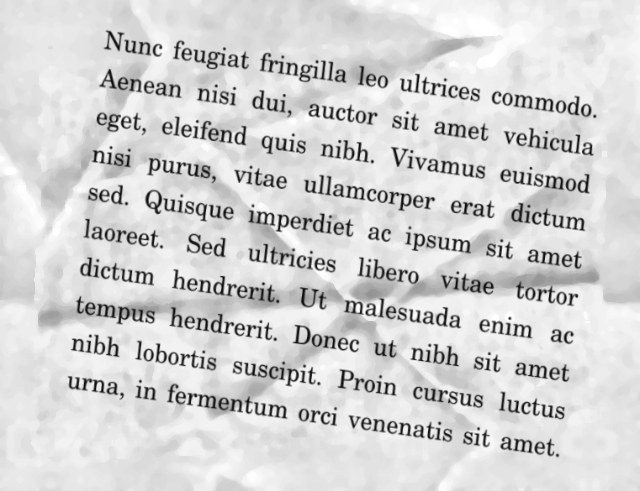 Nunc feugiat fringilla leo ultrices commodo.
Aenean nisi dui, auctor sit amet vehicula
eget, eleifend quis nibh. Vivamus euismod
nisi purus, vitae ullamcorper erat dictum
sed. Quisque imperdiet ac ipsum sit amet
laoreet. Sed ultricies libero vitae tortor
dictum hendrerit. Ut malesuada enim ac
tempus hendrerit. Donec ut nibh sit amet
nibh lobortis suscipit. Proin cursus luctus
urna, in fermentum orci venenatis sit amet.